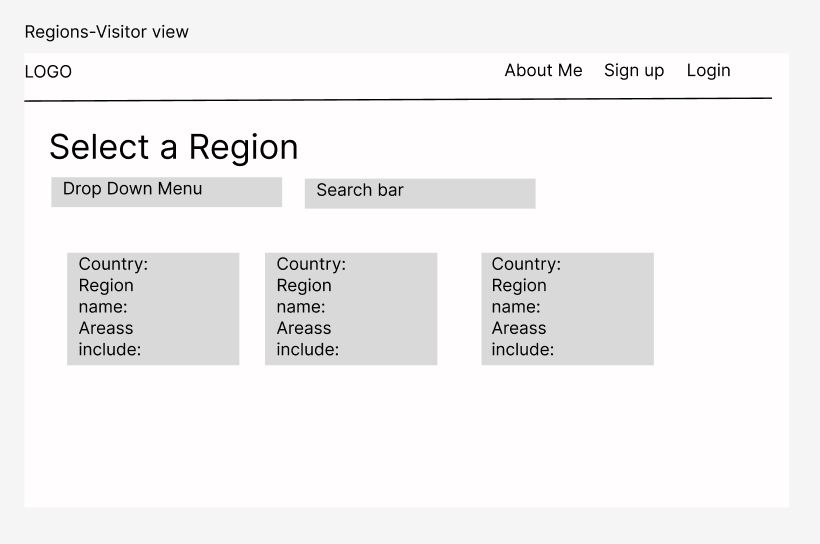 Regions-Visitor view
LOGO
About Me Sign up Login
Select a Region
Drop Down Menu
Search bar
Country:
Region
name:
Areass
include:
Country:
Region
name:
Areass
include:
Country:
Region
name:
Areass
include: